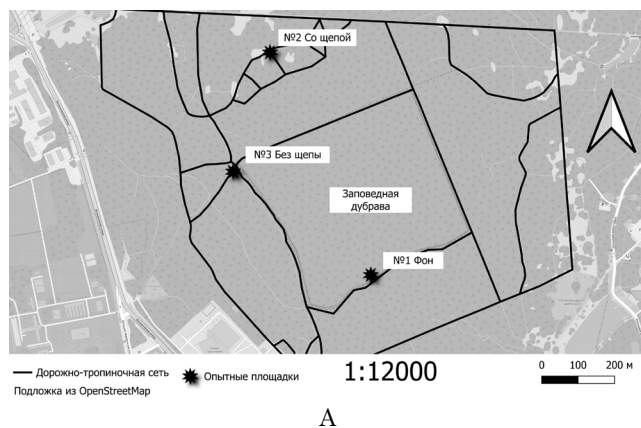 №2 Со щепой
№3 Без щепы
Заповедная
дубрава
№1 Фон
Дорожно-тропиночная сеть
Опытные площадки
1:12000
0 100 200 м
Подложка из OpenStreetMap
А